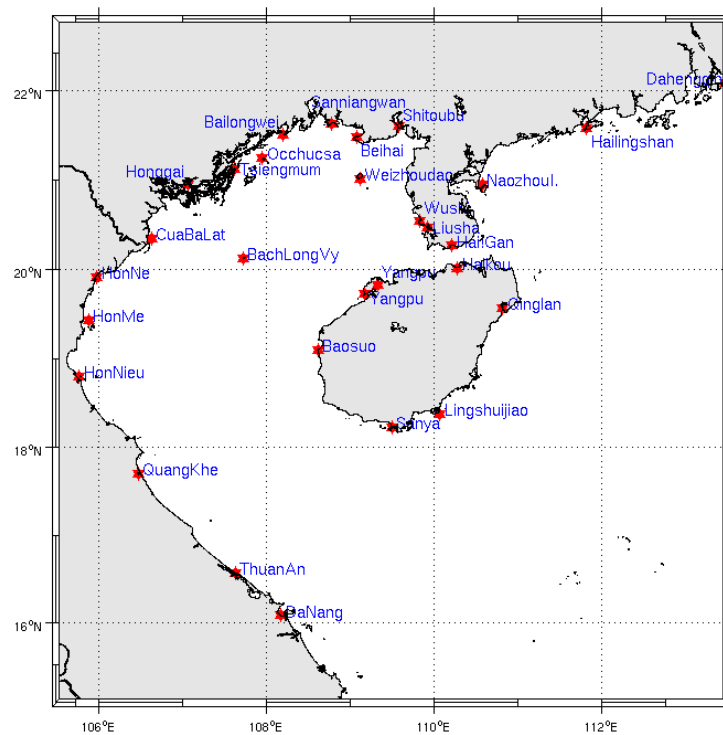 Dahengqin
22°N
Sanniangwan
Bailongwei
Shitoubu
Beihai
Hailingshan
Occhucsa
Honggai
Tsiengmum
Weizhoudao
NaozhouI.
Wushi
Liusha
CuaBaLat
HaiGan
BachLongVy
20°N
HonNe
Yangpu
Haikou
Yangpu
Qinglan
HonMe
Baosuo
HonNieu
Lingshuijiao
Sanya
18°N
QuangKhe
ThuanAn
16°N
DaNang
106°E
108°E
110°E
112°E